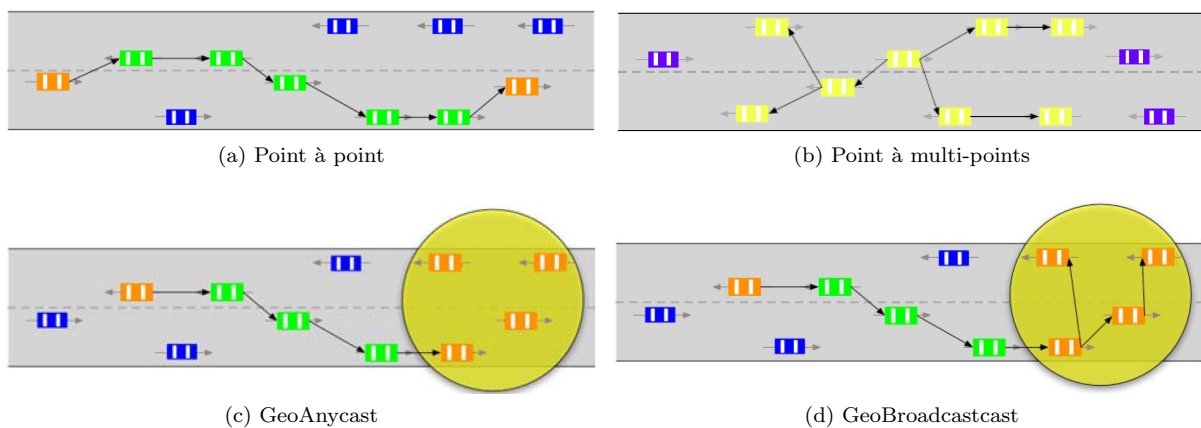 (a) Point à point
(b) Point à multi-points
(c) GeoAnycast
(d) GeoBroadcastcast